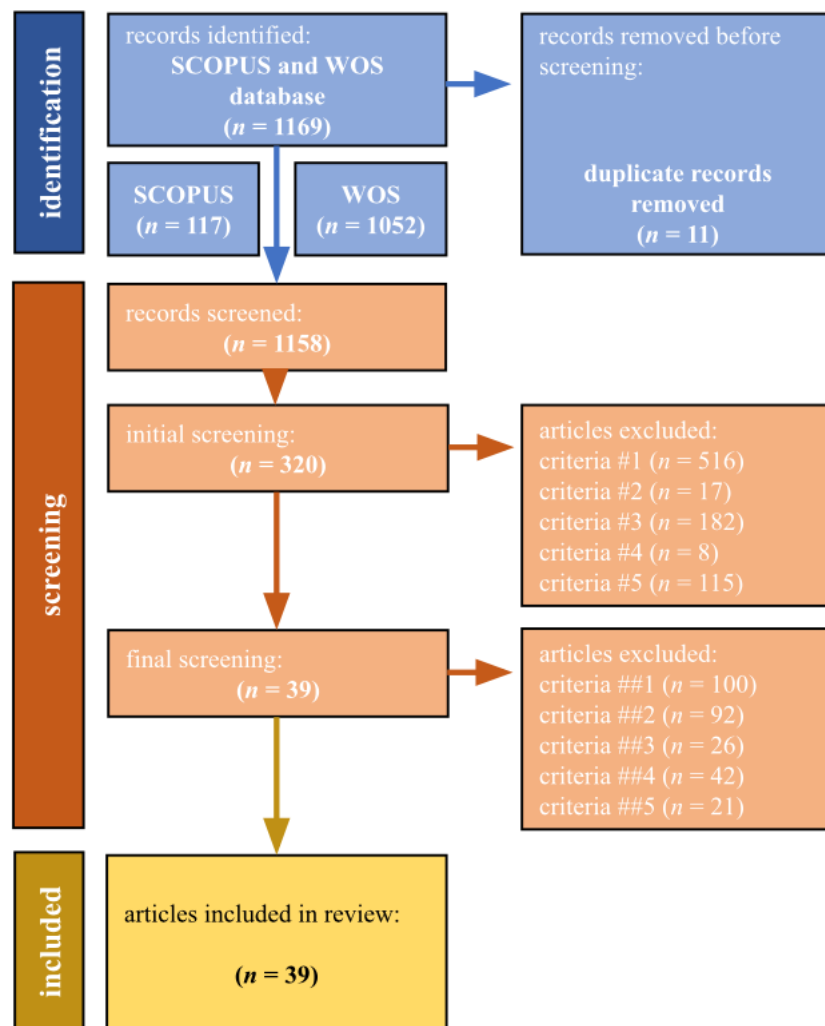 identification
records identified:
SCOPUS and WOS
database
(n = 1169)
records removed before
screening:
duplicate records
removed
(n = 11)
SCOPUS
(n = 117)
WOS
(n = 1052)
screening
records screened:
(n = 1158)
initial screening:
(n = 320)
articles excluded:
criteria #1 (n = 516)
criteria #2 (n = 17)
criteria #3 (n = 182)
criteria #4 (n = 8)
criteria #5 (n = 115)
final screening:
(n = 39)
articles excluded:
criteria ##1 (n = 100)
criteria ##2 (n = 92)
criteria ##3 (n = 26)
criteria ##4 (n = 42)
criteria ##5 (n = 21)
included
articles included in review:
(n = 39)